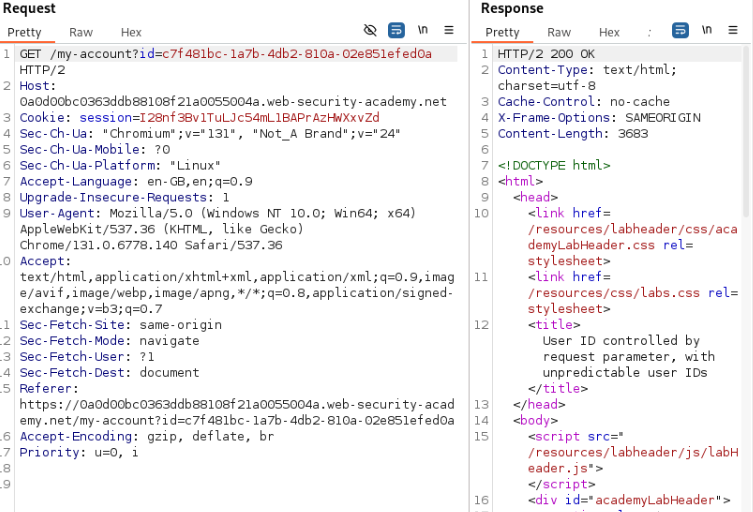 Request
Pretty Raw Hex
\n
1 GET /my-account?id=c7f481bc-1a7b-4db2-810a-02e851efed0a
HTTP/2
2 Host:
0a0d00bc0363ddb88108f21a0055004a.web-security-academy.net
3 Cookie: session=I28nf3Bv1TuLJc54mL1BAPrAzHWXxvZd
4 Sec-Ch-Ua: "Chromium";v="131", "Not_A Brand";v="24"
5 Sec-Ch-Ua-Mobile: ?0
6 Sec-Ch-Ua-Platform: "Linux"
7 Accept-Language: en-GB,en;q=0.9
8 Upgrade-Insecure-Requests: 1
9 User-Agent: Mozilla/5.0 (Windows NT 10.0; Win64; x64)
AppleWebKit/537.36 (KHTML, like Gecko)
Chrome/131.0.6778.140 Safari/537.36
10 Accept:
text/html,application/xhtml+xml,application/xml;q=0.9,imag
e/avif,image/webp,image/apng,*/*;q=0.8,application/signed-
exchange;v=b3;q=0.7
11 Sec-Fetch-Site: same-origin
12 Sec-Fetch-Mode: navigate
13 Sec-Fetch-User: ?1
14 Sec-Fetch-Dest: document
15 Referer:
https://0a0d00bc0363ddb88108f21a0055004a.web-security-acad
emy.net/my-account?id=c7f481bc-1a7b-4db2-810a-02e851efed0a
16 Accept-Encoding: gzip, deflate, br
17 Priority: u=0, i
18
19
Response
Pretty Raw Hex
\n
1 HTTP/2 200 OK
2 Content-Type: text/html;
charset=utf-8
3 Cache-Control: no-cache
4 X-Frame-Options: SAMEORIGIN
5 Content-Length: 3683
6
7 <!DOCTYPE html>
8 <html>
9 <head>
10 <link href=
/resources/labheader/css/aca
demyLabHeader.css rel=
stylesheet>
11 <link href=
/resources/css/labs.css rel=
stylesheet>
12 <title>
User ID controlled by
request parameter, with
unpredictable user IDs
</title>
13 </head>
14 <body>
15 <script src="
/resources/labheader/js/labH
eader.js">
</script>
16 <div id="academyLabHeader">